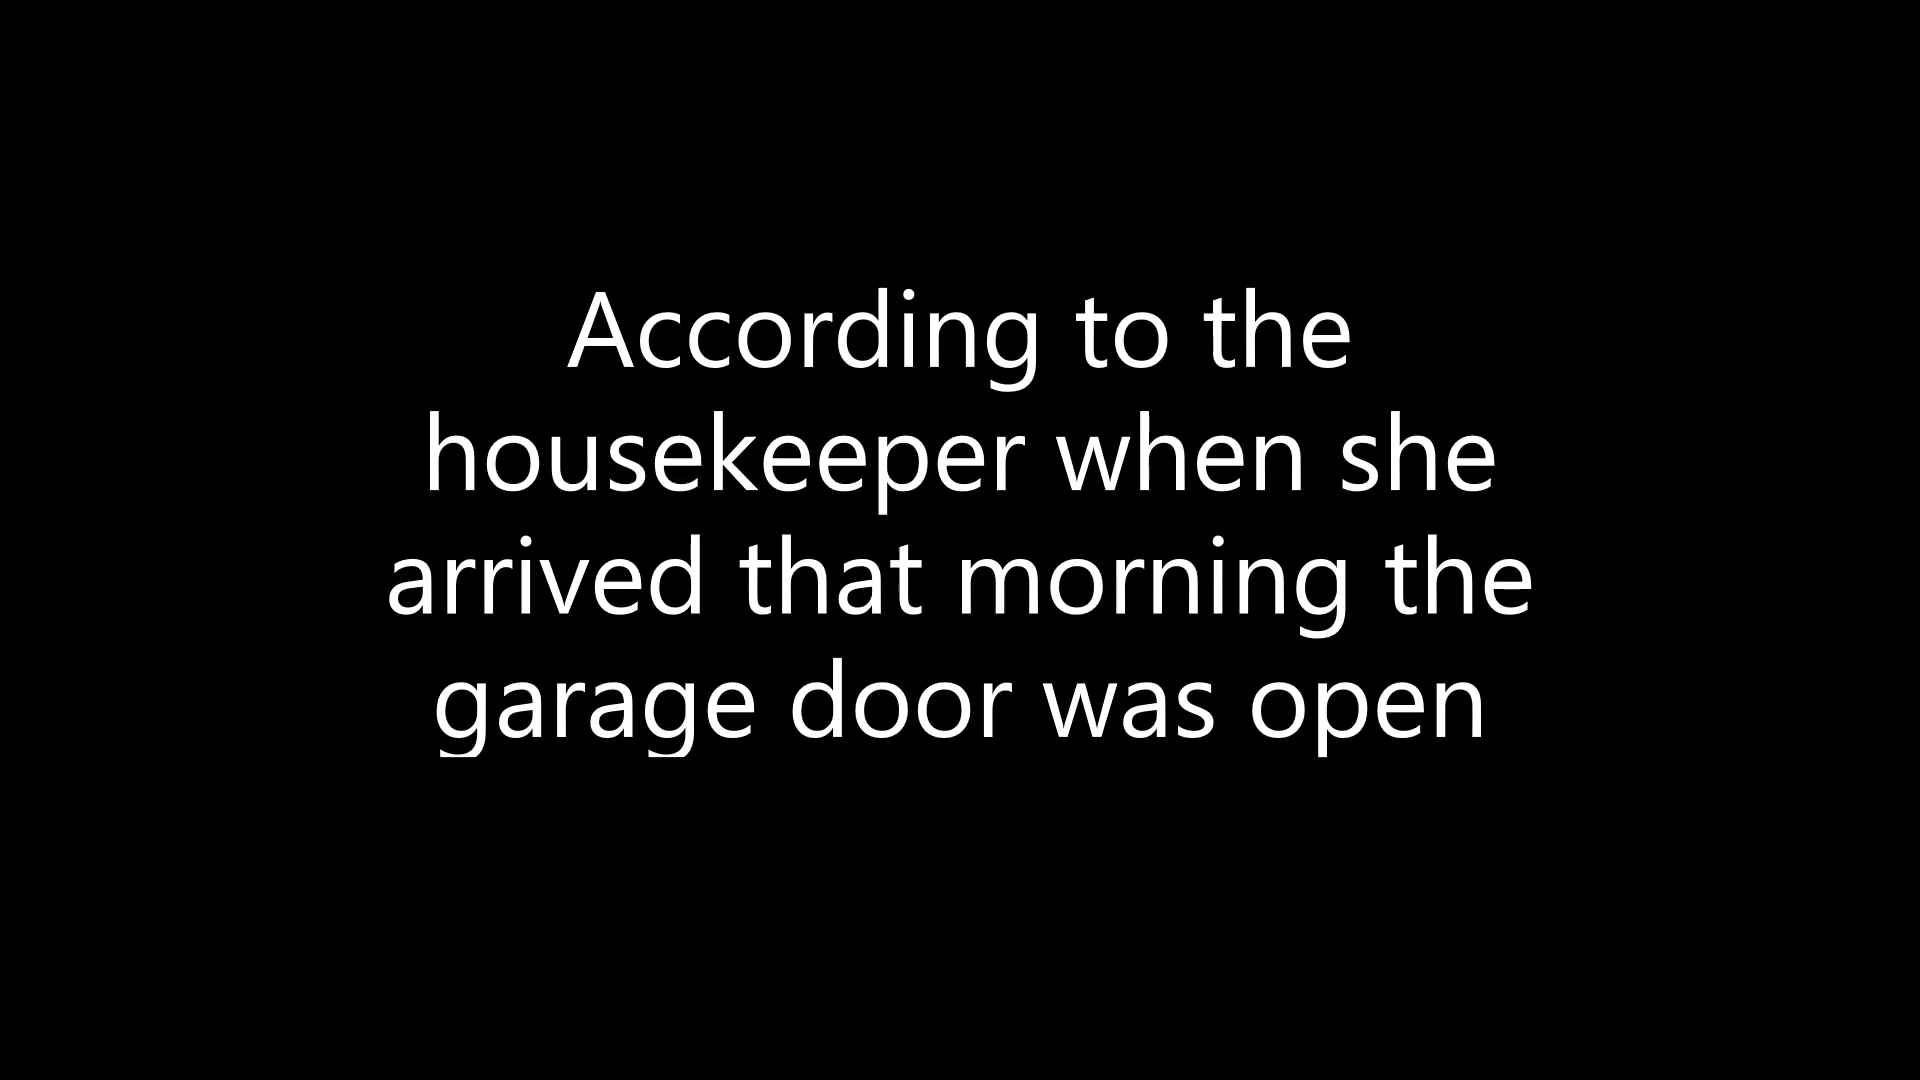 According to the
housekeeper when she
arrived that morning the
garage door was open